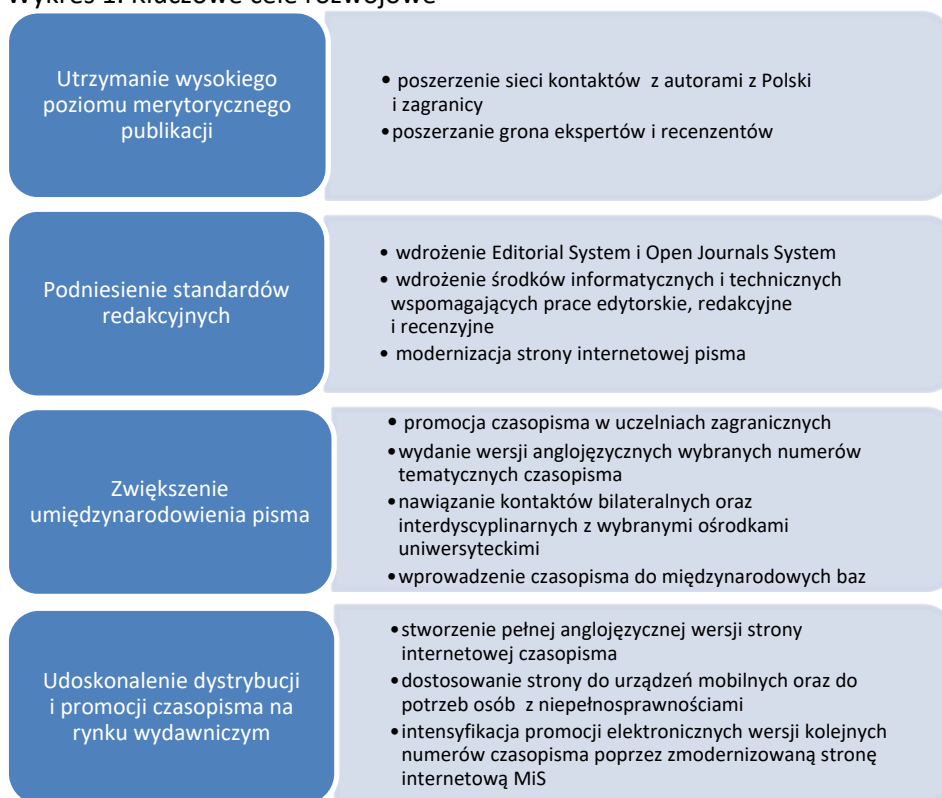 Wykres 1. Kluczowe cele rozwojowe
Utrzymanie wysokiego
poziomu merytorycznego
publikacji
• poszerzenie sieci kontaktów z autorami z Polski
i zagranicy
•poszerzanie grona ekspertów i recenzentów
Podniesienie standardów
redakcyjnych
• wdrożenie Editorial System i Open Journals System
• wdrożenie środków informatycznych i technicznych
wspomagających prace edytorskie, redakcyjne
i recenzyjne
• modernizacja strony internetowej pisma
Zwiększenie
umiędzynarodowienia pisma
• promocja czasopisma w uczelniach zagranicznych
•wydanie wersji anglojęzycznych wybranych numerów
tematycznych czasopisma
•nawiązanie kontaktów bilateralnych oraz
interdyscyplinarnych z wybranymi ośrodkami
uniwersyteckimi
•wprowadzenie czasopisma do międzynarodowych baz
Udoskonalenie dystrybucji
i promocji czasopisma na
rynku wydawniczym
•stworzenie pełnej anglojęzycznej wersji strony
internetowej czasopisma
•dostosowanie strony do urządzeń mobilnych oraz do
potrzeb osób z niepełnosprawnościami
•intensyfikacja promocji elektronicznych wersji kolejnych
numerów czasopisma poprzez zmodernizowaną stronę
internetową MiS